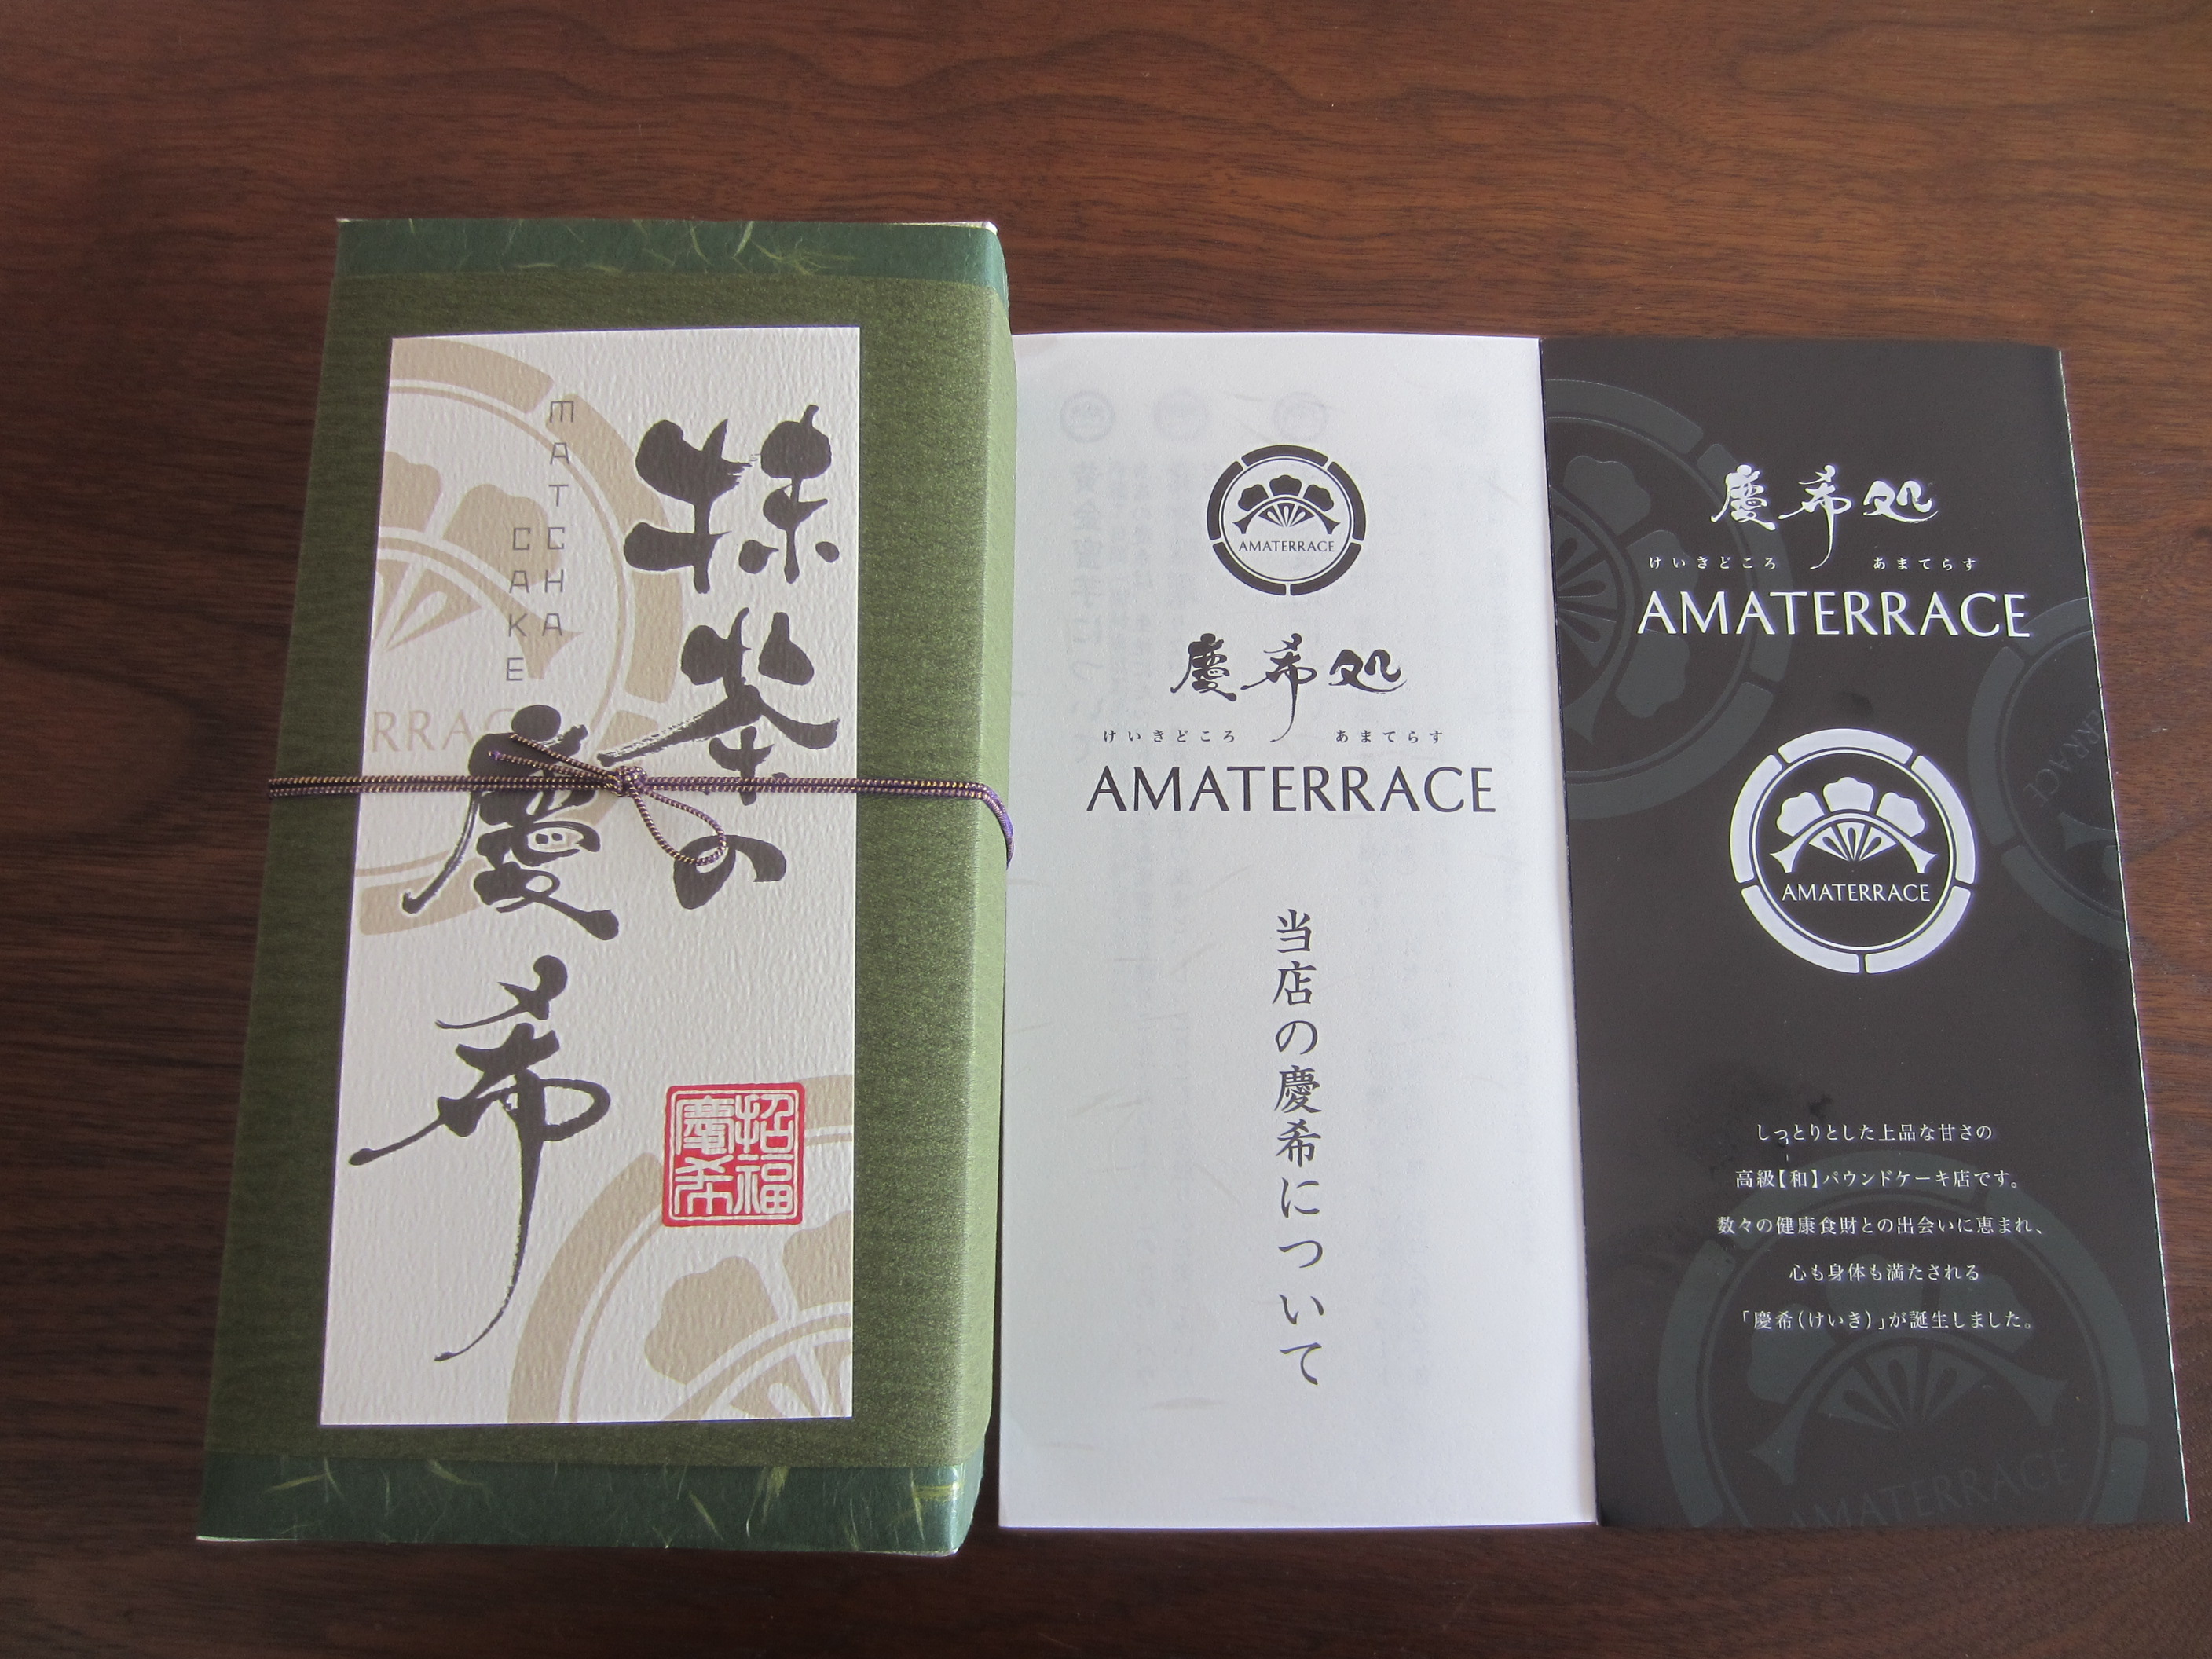 抹茶の
慶希
MATCHA
CAKE
RRAC
招福
慶希
AMATERRACE
慶希処
けいきどころ あまてらす
AMATERRACE
当店の慶希について
慶希処
けいきどころ あまてらす
AMATERRACE
AMATERRACE
しっとりとした上品な甘さの
高級【和】パウンドケーキ店です。
数々の健康食財との出会いに恵まれ、
心も身体も満たされる
「慶希(けいき)」が誕生しました。
AMATERRACE